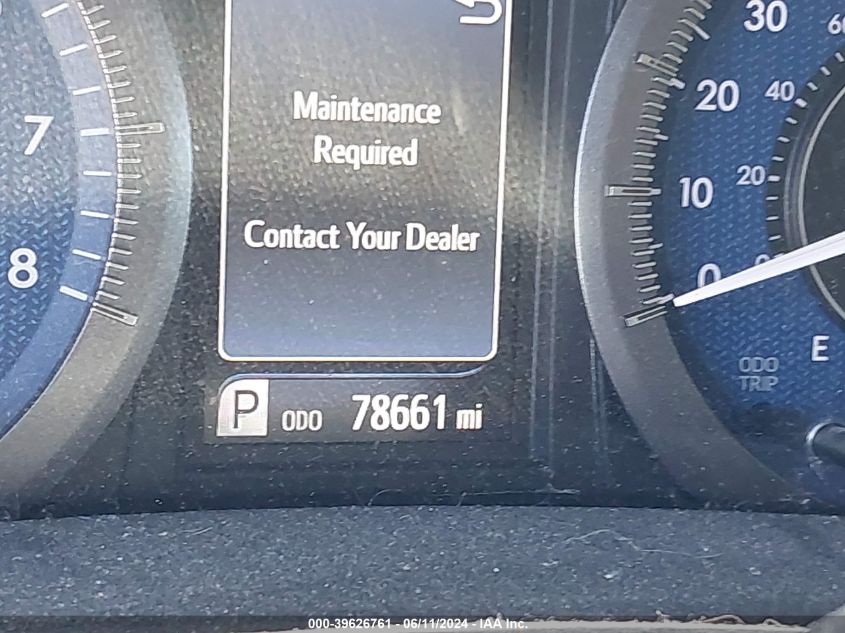 Maintenance
Required
Contact Your Dealer
P ODO 78661 mi
7
8
30
20
10
0
60
40
20
E
ODO
TRIP
000-39626761 - 06/11/2024 - IAA Inc.